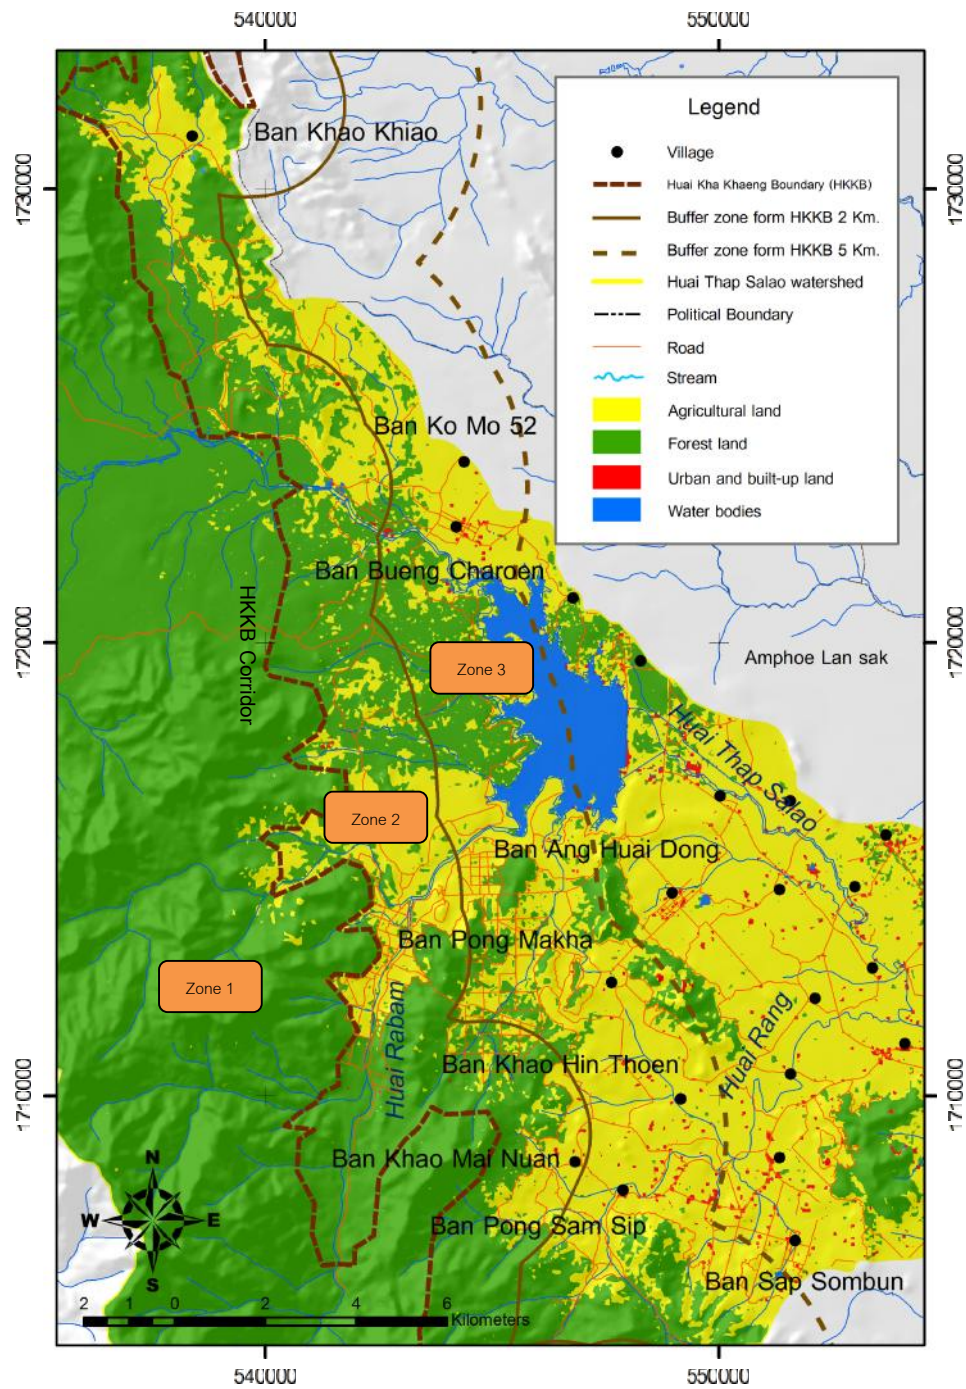 540000
550000
1730000
1730000
Legend
Village
Huai Kha Khaeng Boundary (HKKB)
Buffer zone form HKKB 2 Km.
Buffer zone form HKKB 5 Km.
Huai Thap Salao watershed
Political Boundary
Road
Stream
Agricultural land
Forest land
Urban and built-up land
Water bodies
Ban Khao Khiao
Ban Ko Mo 52
Ban Bueng Charoen
HKKB Corridor
1720000
1720000
Zone 3
Amphoe Lan sak
Huai Thap Salao
Zone 2
Ban Ang Huai Dong
Ban Pong Makha
Zone 1
Huai Rabam
Huai Rang
Ban Khao Hin Thoen
1710000
1710000
Ban Khao Mai Nuan
Ban Pong Sam Sip
Ban Sap Sombun
N
W E
S
2 1 0 2 4 6
Kilometers
540000
550000